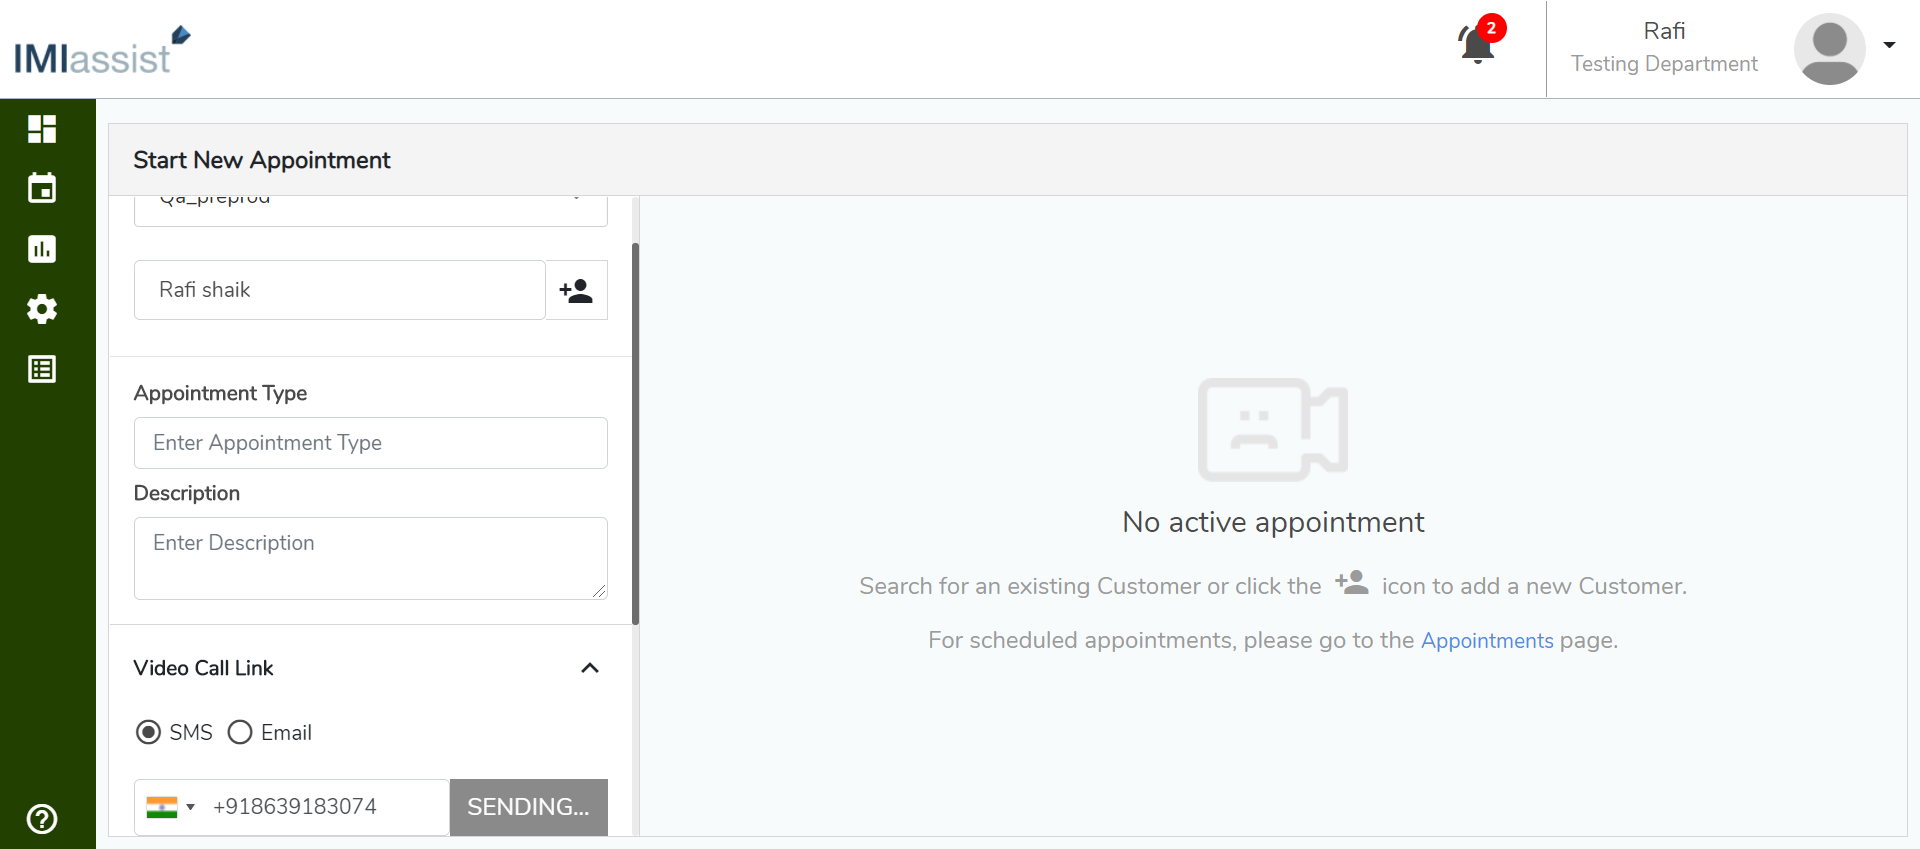 IMIassist
2
Rafi
Testing Department
Start New Appointment
Qa_preprod
Rafi shaik
Appointment Type
Enter Appointment Type
Description
Enter Description
Video Call Link
SMS Email
+918639183074 SENDING...
No active appointment
Search for an existing Customer or click the icon to add a new Customer.
For scheduled appointments, please go to the Appointments page.